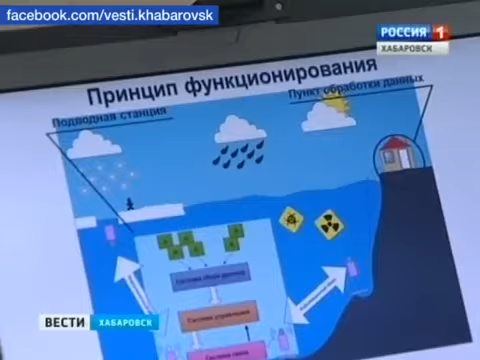 facebook.com/vesti.khabarovsk
РОССИЯ 1
ХАБАРОВСК
Принцип функционирования
Подводная станция
Пункт обработки данных
Система сбора данных
Система управления
Система связи
ВЕСТИ ХАБАРОВСК